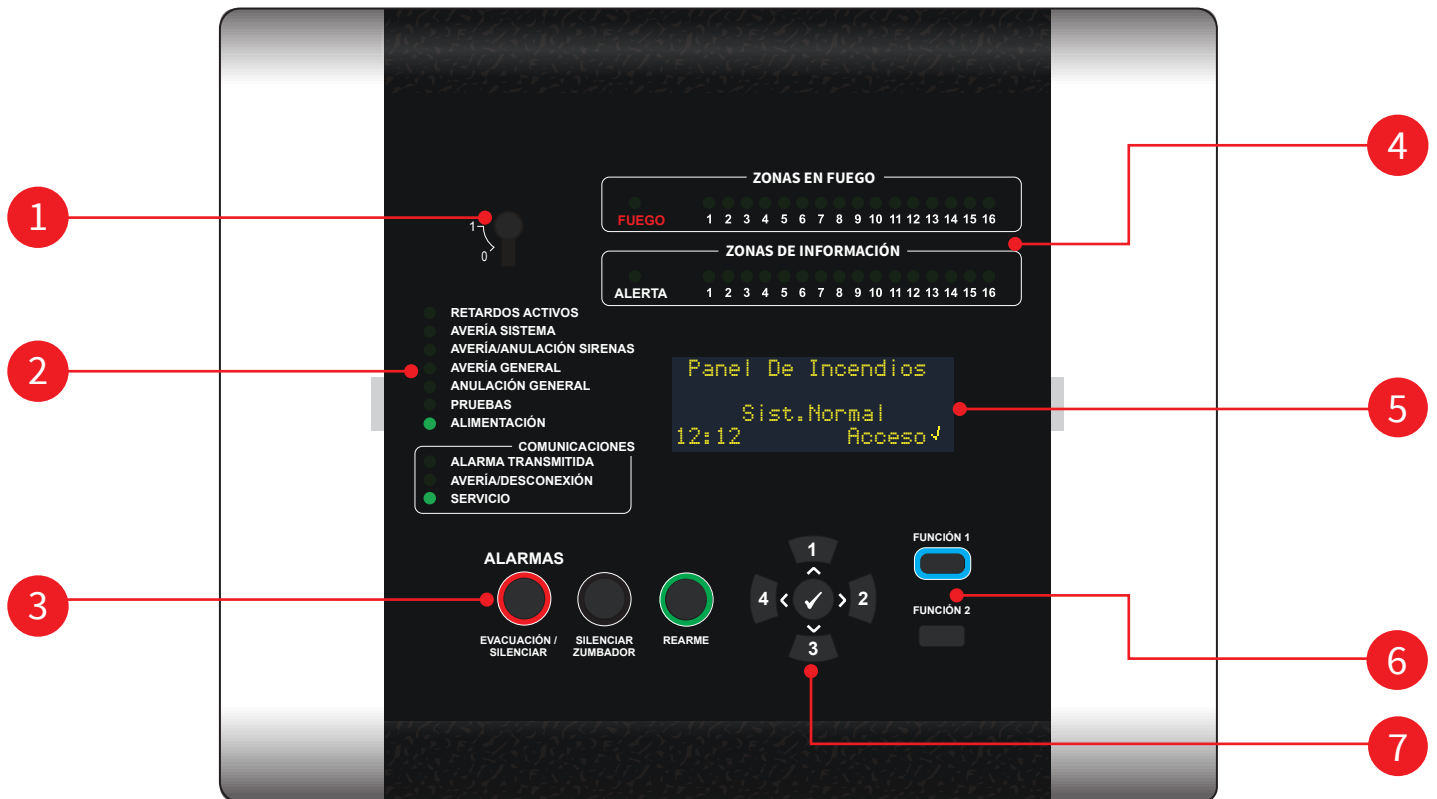 ZONAS EN FUEGO
FUEGO 1 2 3 4 5 6 7 8 9 10 11 12 13 14 15 16
ZONAS DE INFORMACIÓN
ALERTA 1 2 3 4 5 6 7 8 9 10 11 12 13 14 15 16
1
1
0
4
RETARDOS ACTIVOS
AVERÍA SISTEMA
AVERÍA/ANULACIÓN SIRENAS
AVERÍA GENERAL
ANULACIÓN GENERAL
PRUEBAS
ALIMENTACIÓN
2
COMUNICACIONES
ALARMA TRANSMITIDA
AVERÍA/DESCONEXIÓN
SERVICIO
Panel De Incendios
Sist.Normal
12:12 Acceso✓
5
ALARMAS
3
EVACUACIÓN /
SILENCIAR
SILENCIAR
ZUMBADOR
REARME
1
4 < ✓ > 2
3
FUNCIÓN 1
FUNCIÓN 2
6
7